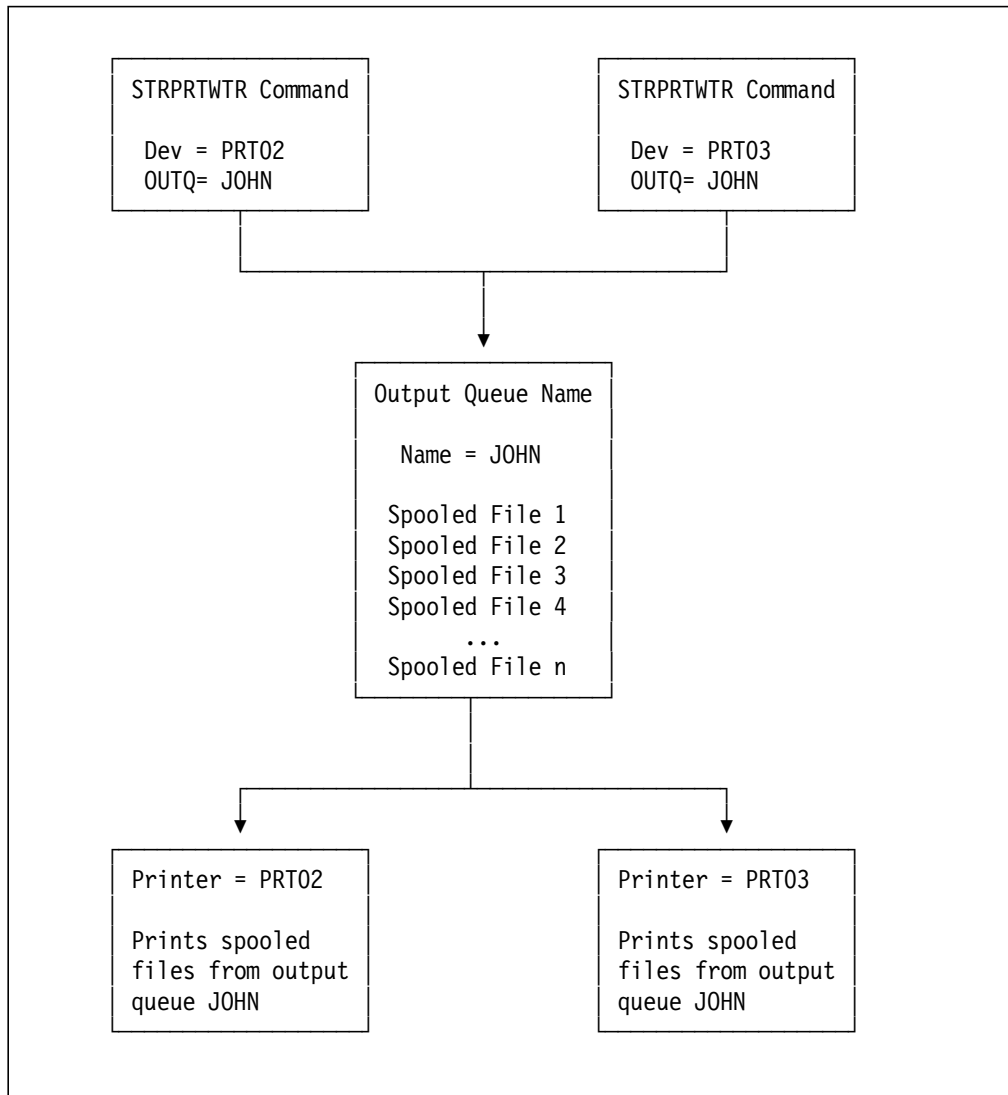 STRPRTWTR Command
Dev = PRT02
OUTQ= JOHN
STRPRTWTR Command
Dev = PRT03
OUTQ= JOHN
Output Queue Name
Name = JOHN
Spooled File 1
Spooled File 2
Spooled File 3
Spooled File 4
...
Spooled File n
Printer = PRT02
Prints spooled
files from output
queue JOHN
Printer = PRT03
Prints spooled
files from output
queue JOHN